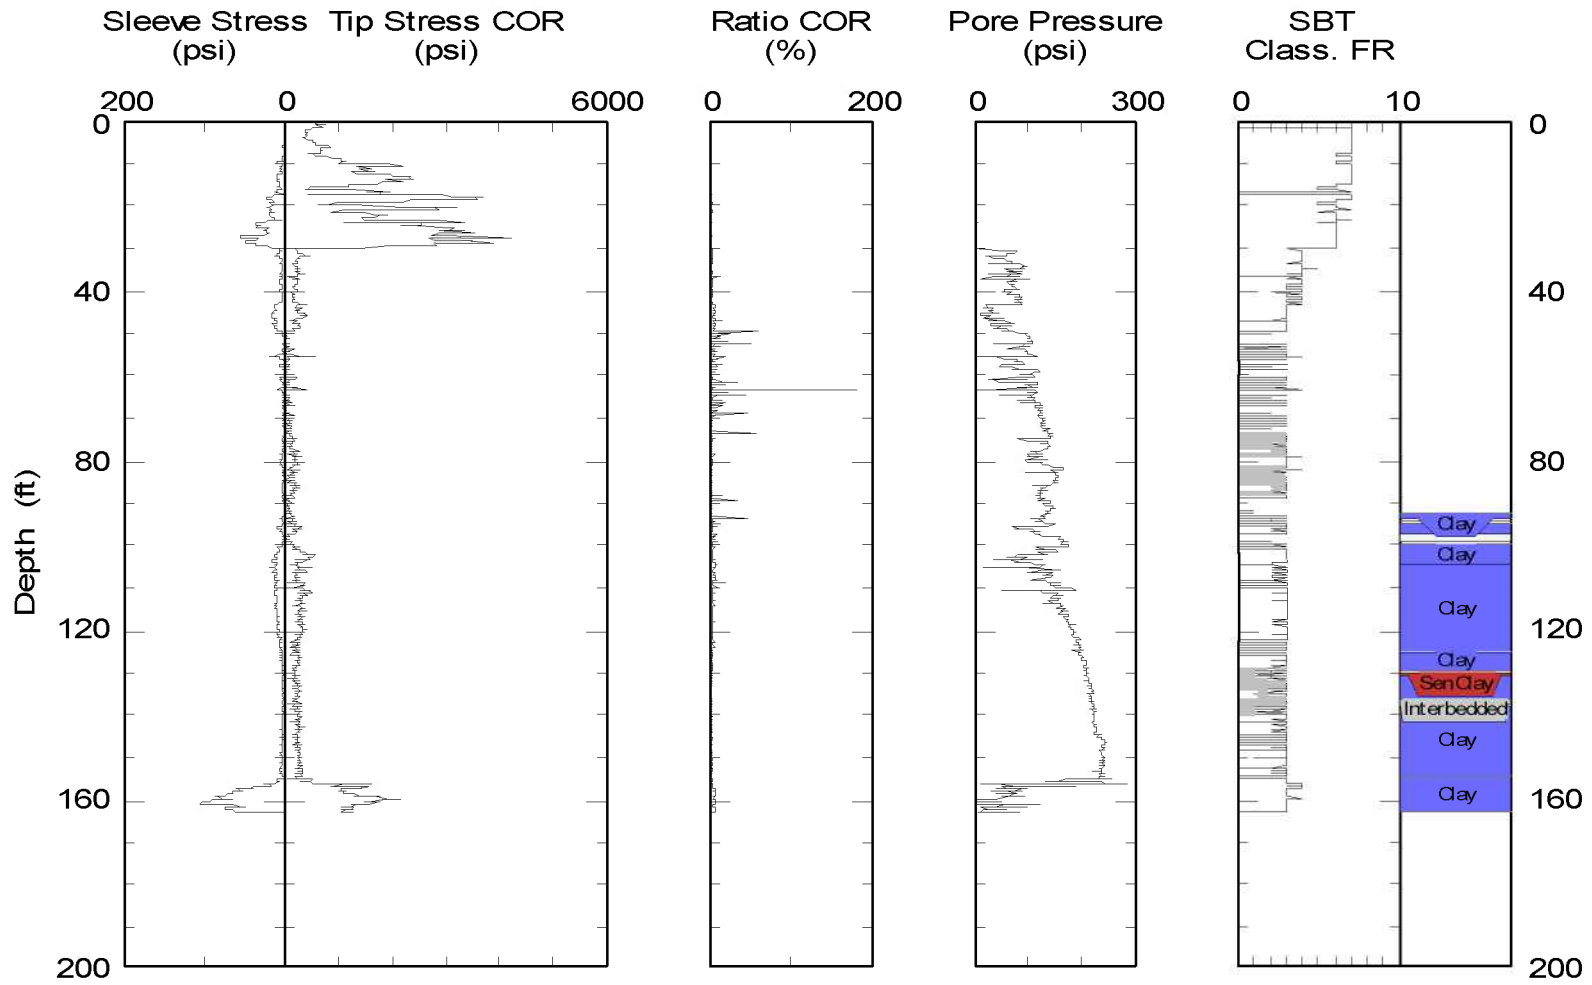 Sleeve Stress Tip Stress COR Ratio COR Pore Pressure SBT
(psi) (psi) (%) (psi) Class. FR
200 0 6000 0 200 0 300 0 10
0 0
40 40
80 80
Clay
Clay
Depth (ft)
Clay
120 120
Clay
Sen Clay
Interbedded
Clay
160 Clay 160
200 200